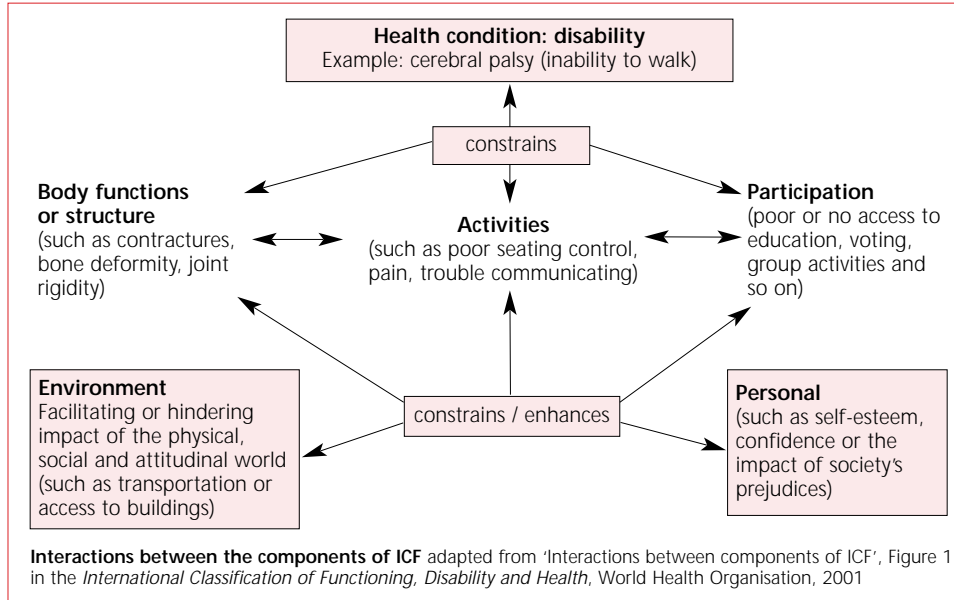 Health condition: disability
Example: cerebral palsy (inability to walk)
constrains
Body functions
or structure
(such as contractures,
bone deformity, joint
rigidity)
Activities
(such as poor seating control,
pain, trouble communicating)
Participation
(poor or no access to
education, voting,
group activities and
so on)
Environment
Facilitating or hindering
impact of the physical,
social and attitudinal world
(such as transportation or
access to buildings)
constrains / enhances
Personal
(such as self-esteem,
confidence or the
impact of society's
prejudices)
Interactions between the components of ICF adapted from 'Interactions between components of ICF', Figure 1
in the International Classification of Functioning, Disability and Health, World Health Organisation, 2001